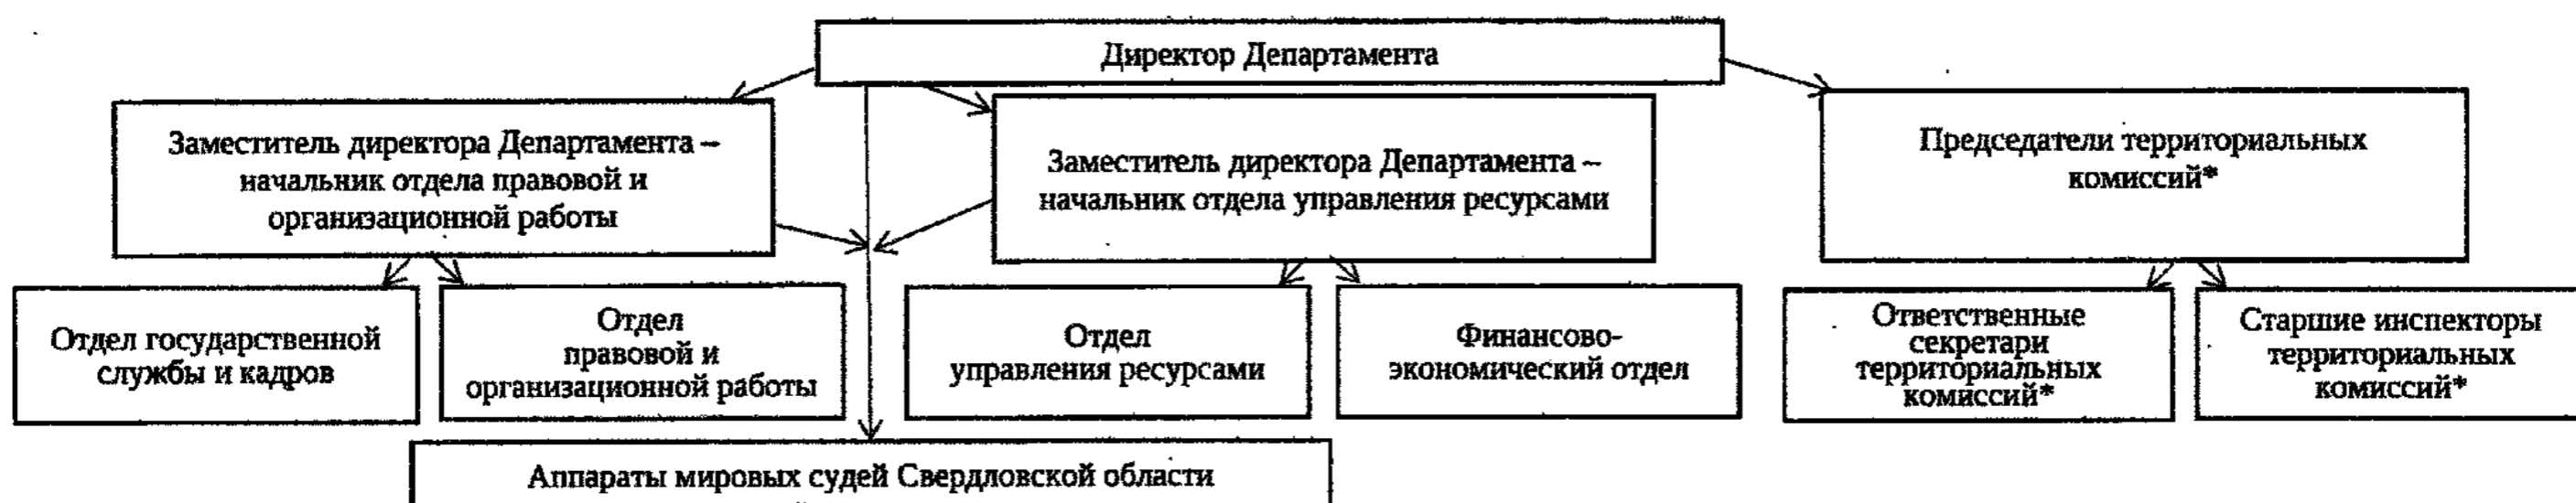 Директор Департамента
Заместитель директора Департамента –
начальник отдела правовой и
организационной работы
Заместитель директора Департамента –
начальник отдела управления ресурсами
Председатели территориальных
комиссий*
Отдел государственной
службы и кадров
Отдел
правовой и
организационной работы
Отдел
управления ресурсами
Финансово-
экономический отдел
Ответственные
секретари
территориальных
комиссий*
Старшие инспекторы
территориальных
комиссий*
Аппараты мировых судей Свердловской области